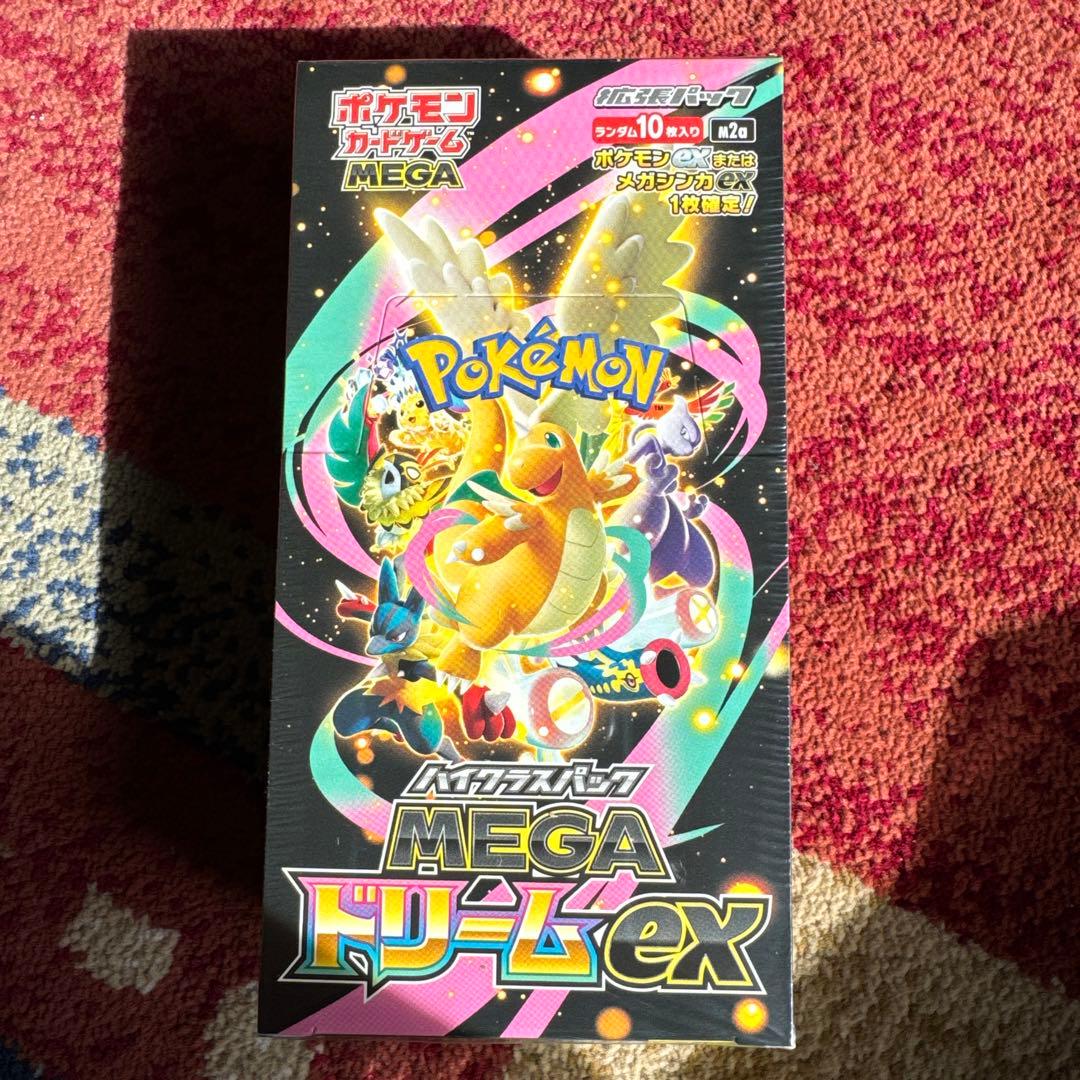 ポケモン
カードゲーム
MEGA
拡張パック
ランダム10枚入り M2a
ポケモンexまたは
メガシンカex
1枚確定!
POKÉMON
TM
ハイクラスパック
MEGA
ドリームex